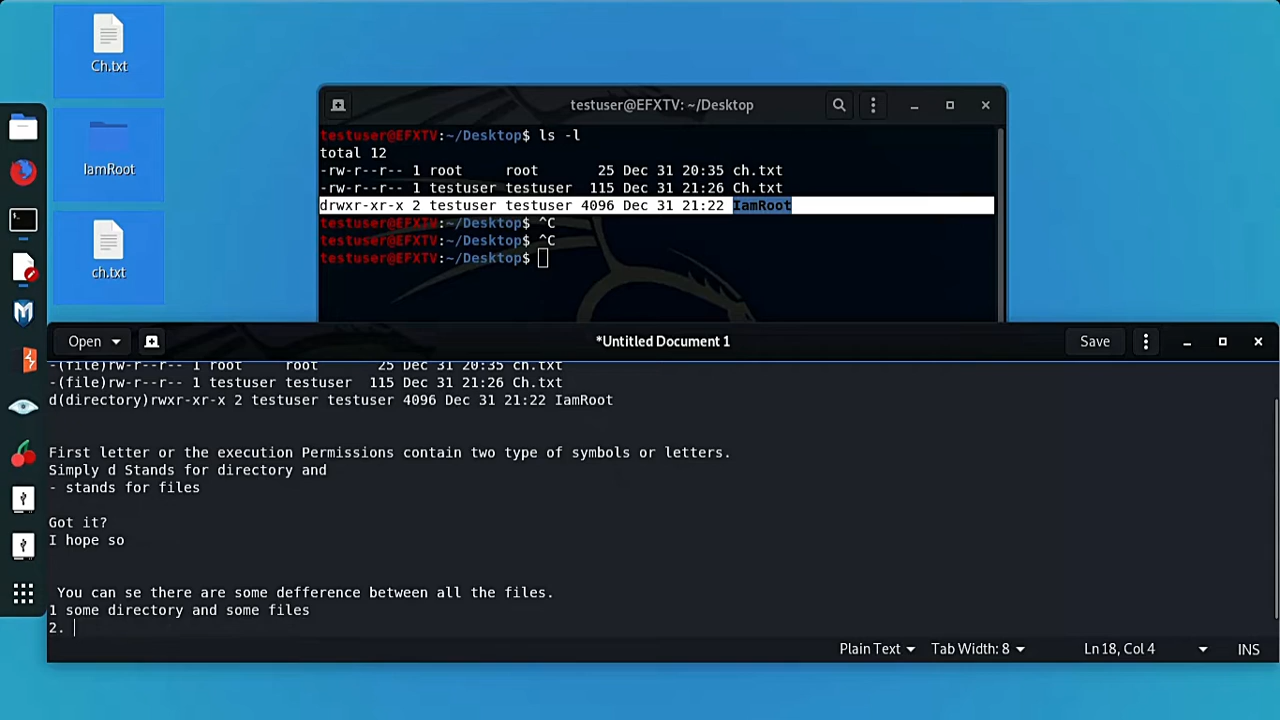 Ch.txt
IamRoot
ch.txt
testuser@EFXTV: ~/Desktop
testuser@EFXTV:~/Desktop$ ls -l
total 12
-rw-r--r-- 1 root     root       25 Dec 31 20:35 ch.txt
-rw-r--r-- 1 testuser testuser  115 Dec 31 21:26 Ch.txt
drwxr-xr-x 2 testuser testuser 4096 Dec 31 21:22 IamRoot
testuser@EFXTV:~/Desktop$ ^C
testuser@EFXTV:~/Desktop$ ^C
testuser@EFXTV:~/Desktop$
Open
*Untitled Document 1
Save
-(file)rw-r--r-- 1 root     root       25 Dec 31 20:35 ch.txt
-(file)rw-r--r-- 1 testuser testuser  115 Dec 31 21:26 Ch.txt
d(directory)rwxr-xr-x 2 testuser testuser 4096 Dec 31 21:22 IamRoot
First letter or the execution Permissions contain two type of symbols or letters.
Simply d Stands for directory and
- stands for files
Got it?
I hope so
You can se there are some defference between all the files.
1 some directory and some files
2.
Plain Text
Tab Width: 8
Ln 18, Col 4
INS